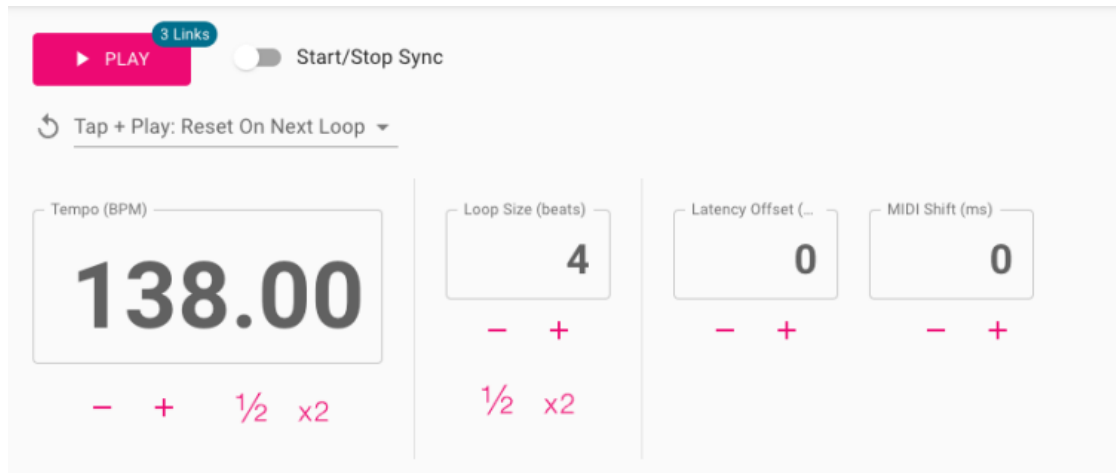 3 Links
PLAY
Start/Stop Sync
Tap + Play: Reset On Next Loop
Tempo (BPM)
138.00
− + ½ x2
Loop Size (beats)
4
− +
½ x2
Latency Offset (...
0
− +
MIDI Shift (ms)
0
− +